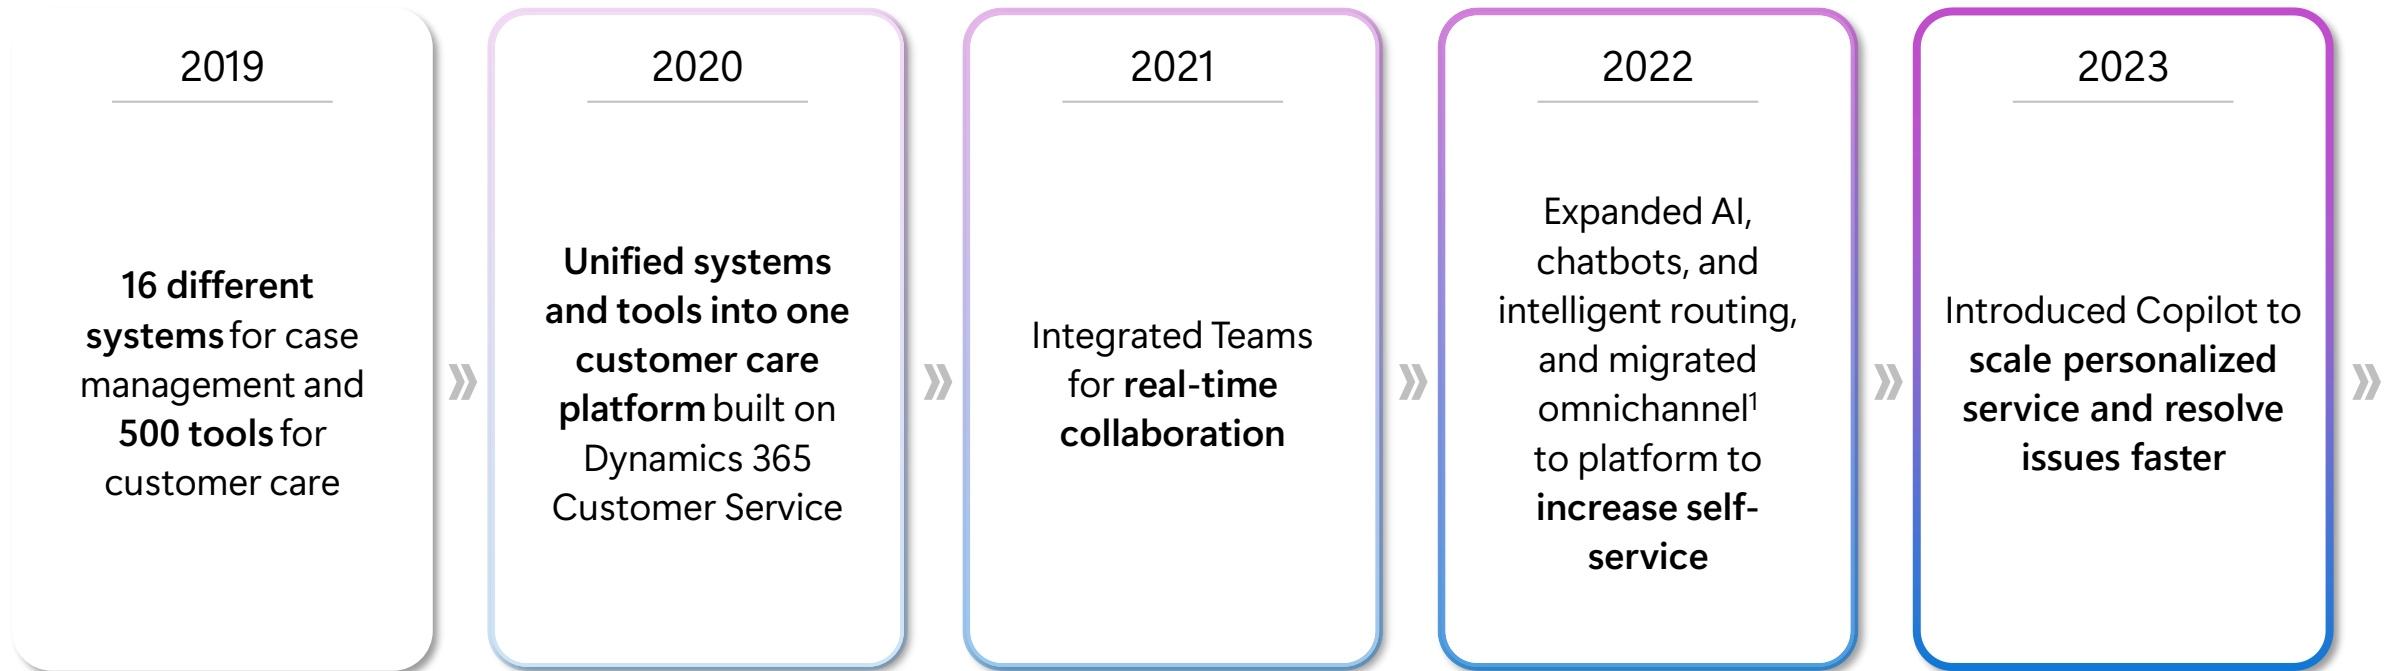 2019
16 different
systems for case
management and
500 tools for
customer care
2020
Unified systems
and tools into one
customer care
platform built on
Dynamics 365
Customer Service
2021
Integrated Teams
for real-time
collaboration
2022
Expanded AI,
chatbots, and
intelligent routing,
and migrated
omnichannel¹
to platform to
increase self-
service
2023
Introduced Copilot to
scale personalized
service and resolve
issues faster